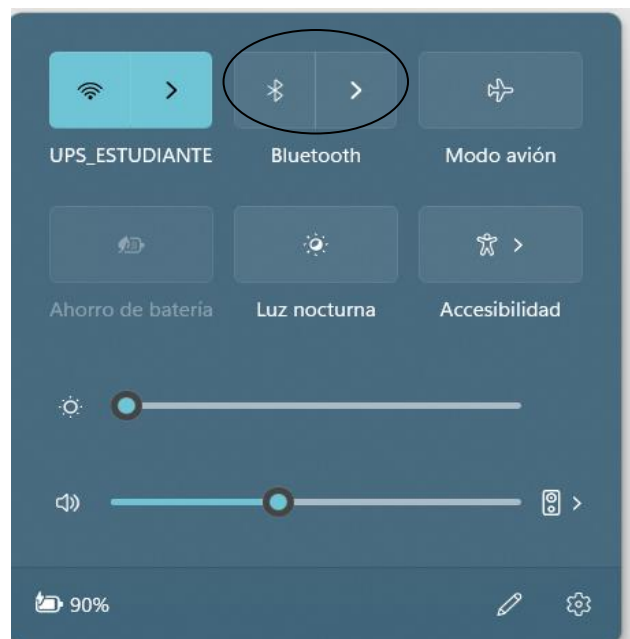 UPS_ESTUDIANTE Bluetooth Modo avión
Ahorro de batería Luz nocturna Accesibilidad
90%